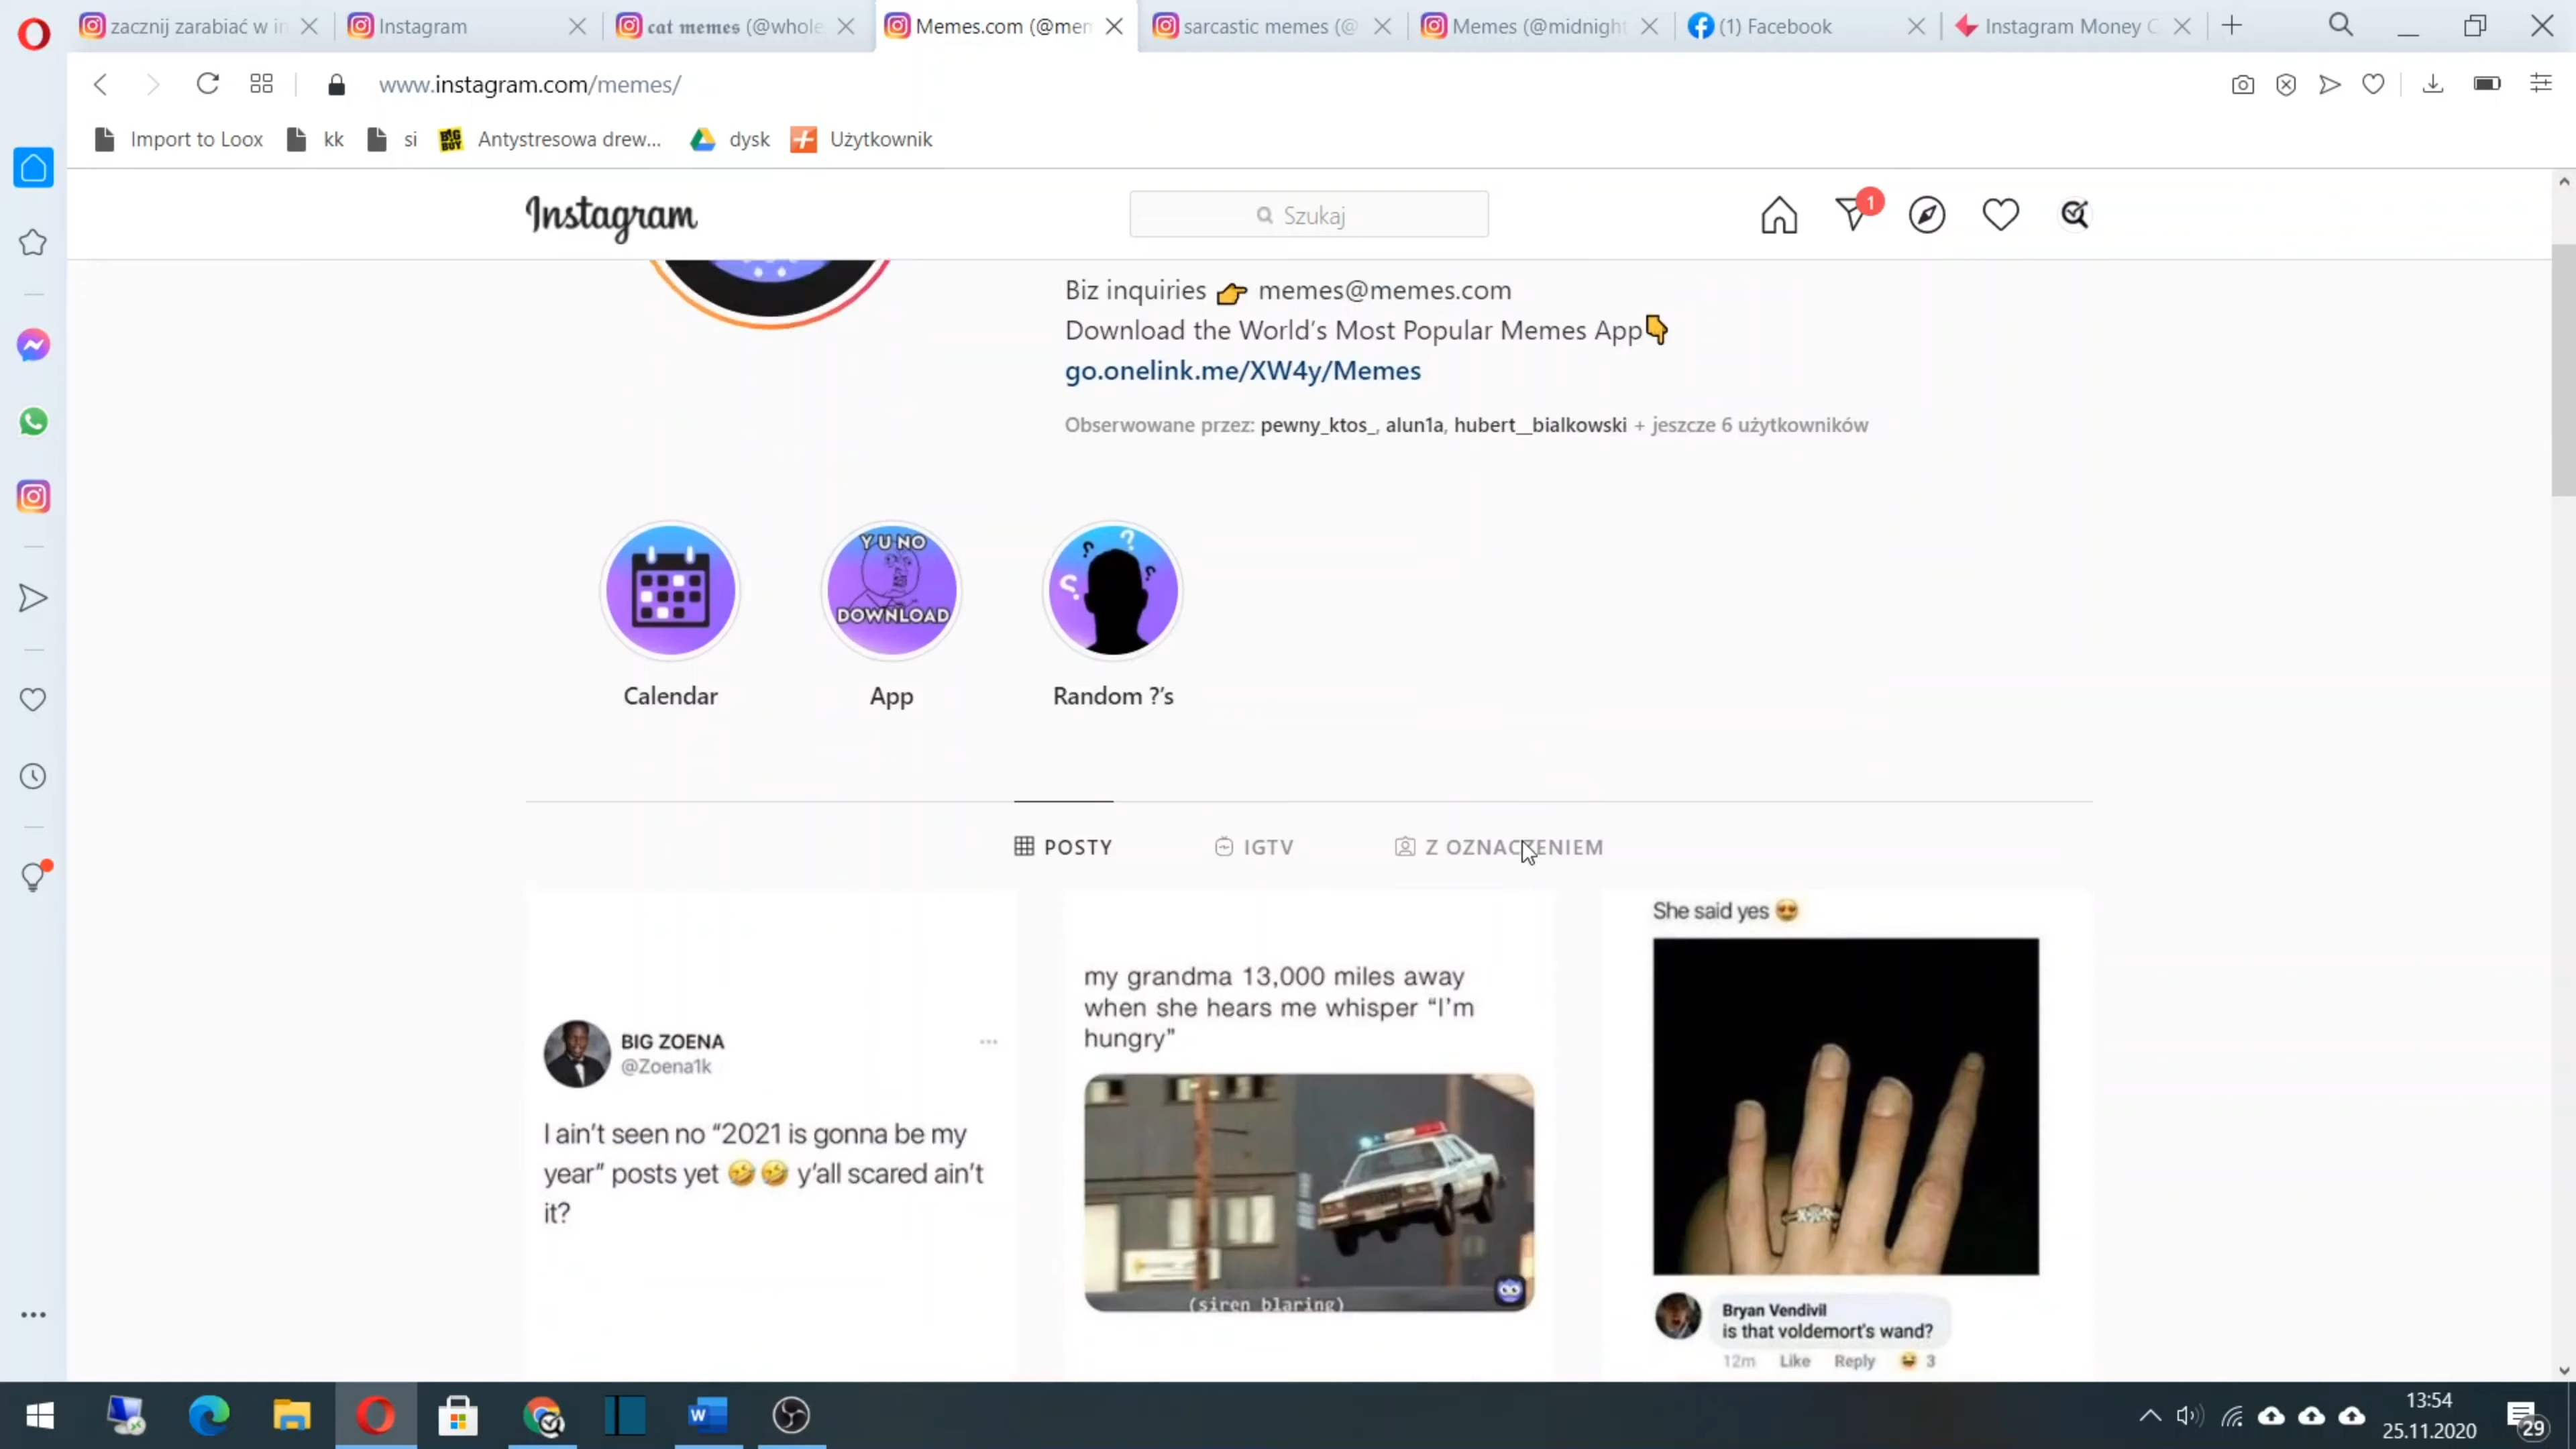 zacznij zarabiać w in
Instagram
cat memes (@whole
Memes.com (@mem
sarcastic memes (@
Memes (@midnight
(1) Facebook
Instagram Money C
www.instagram.com/memes/
Import to Loox
kk
si
BIG BOY
Antystresowa drew...
dysk
Użytkownik
Instagram
Szukaj
1
Biz inquiries 👉 memes@memes.com
Download the World's Most Popular Memes App👇
go.onelink.me/XW4y/Memes
Obserwowane przez: pewny_ktos_, alun1a, hubert__bialkowski + jeszcze 6 użytkowników
Y U NO
DOWNLOAD
Calendar
App
Random ?'s
POSTY
IGTV
Z OZNACZENIEM
BIG ZOENA
@Zoena1k
I ain't seen no "2021 is gonna be my
year" posts yet 🤣 🤣 y'all scared ain't
it?
my grandma 13,000 miles away
when she hears me whisper "I'm
hungry"
(siren blaring)
She said yes 😍
Bryan Vendivil
is that voldemort's wand?
12m Like Reply 😆 3
13:54
25.11.2020
29